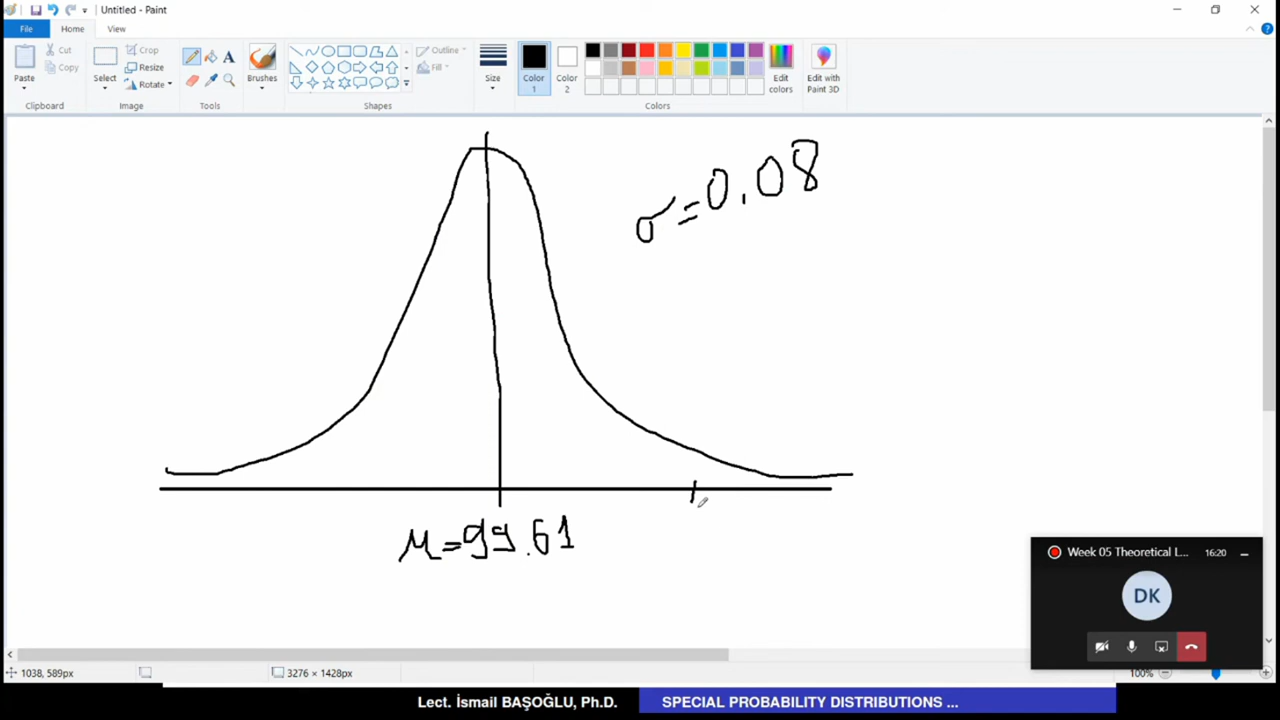 Untitled - Paint
File
Home
View
Paste
Cut
Copy
Clipboard
Select
Crop
Resize
Rotate
Image
Tools
Brushes
Shapes
Outline
Fill
Size
Color
1
Color
2
Edit
colors
Edit with
Paint 3D
Colors
σ=0.08
μ=99.61
Week 05 Theoretical L...
16:20
DK
1038, 589px
3276 × 1428px
100%
Lect. İsmail BAŞOĞLU, Ph.D.
SPECIAL PROBABILITY DISTRIBUTIONS ...